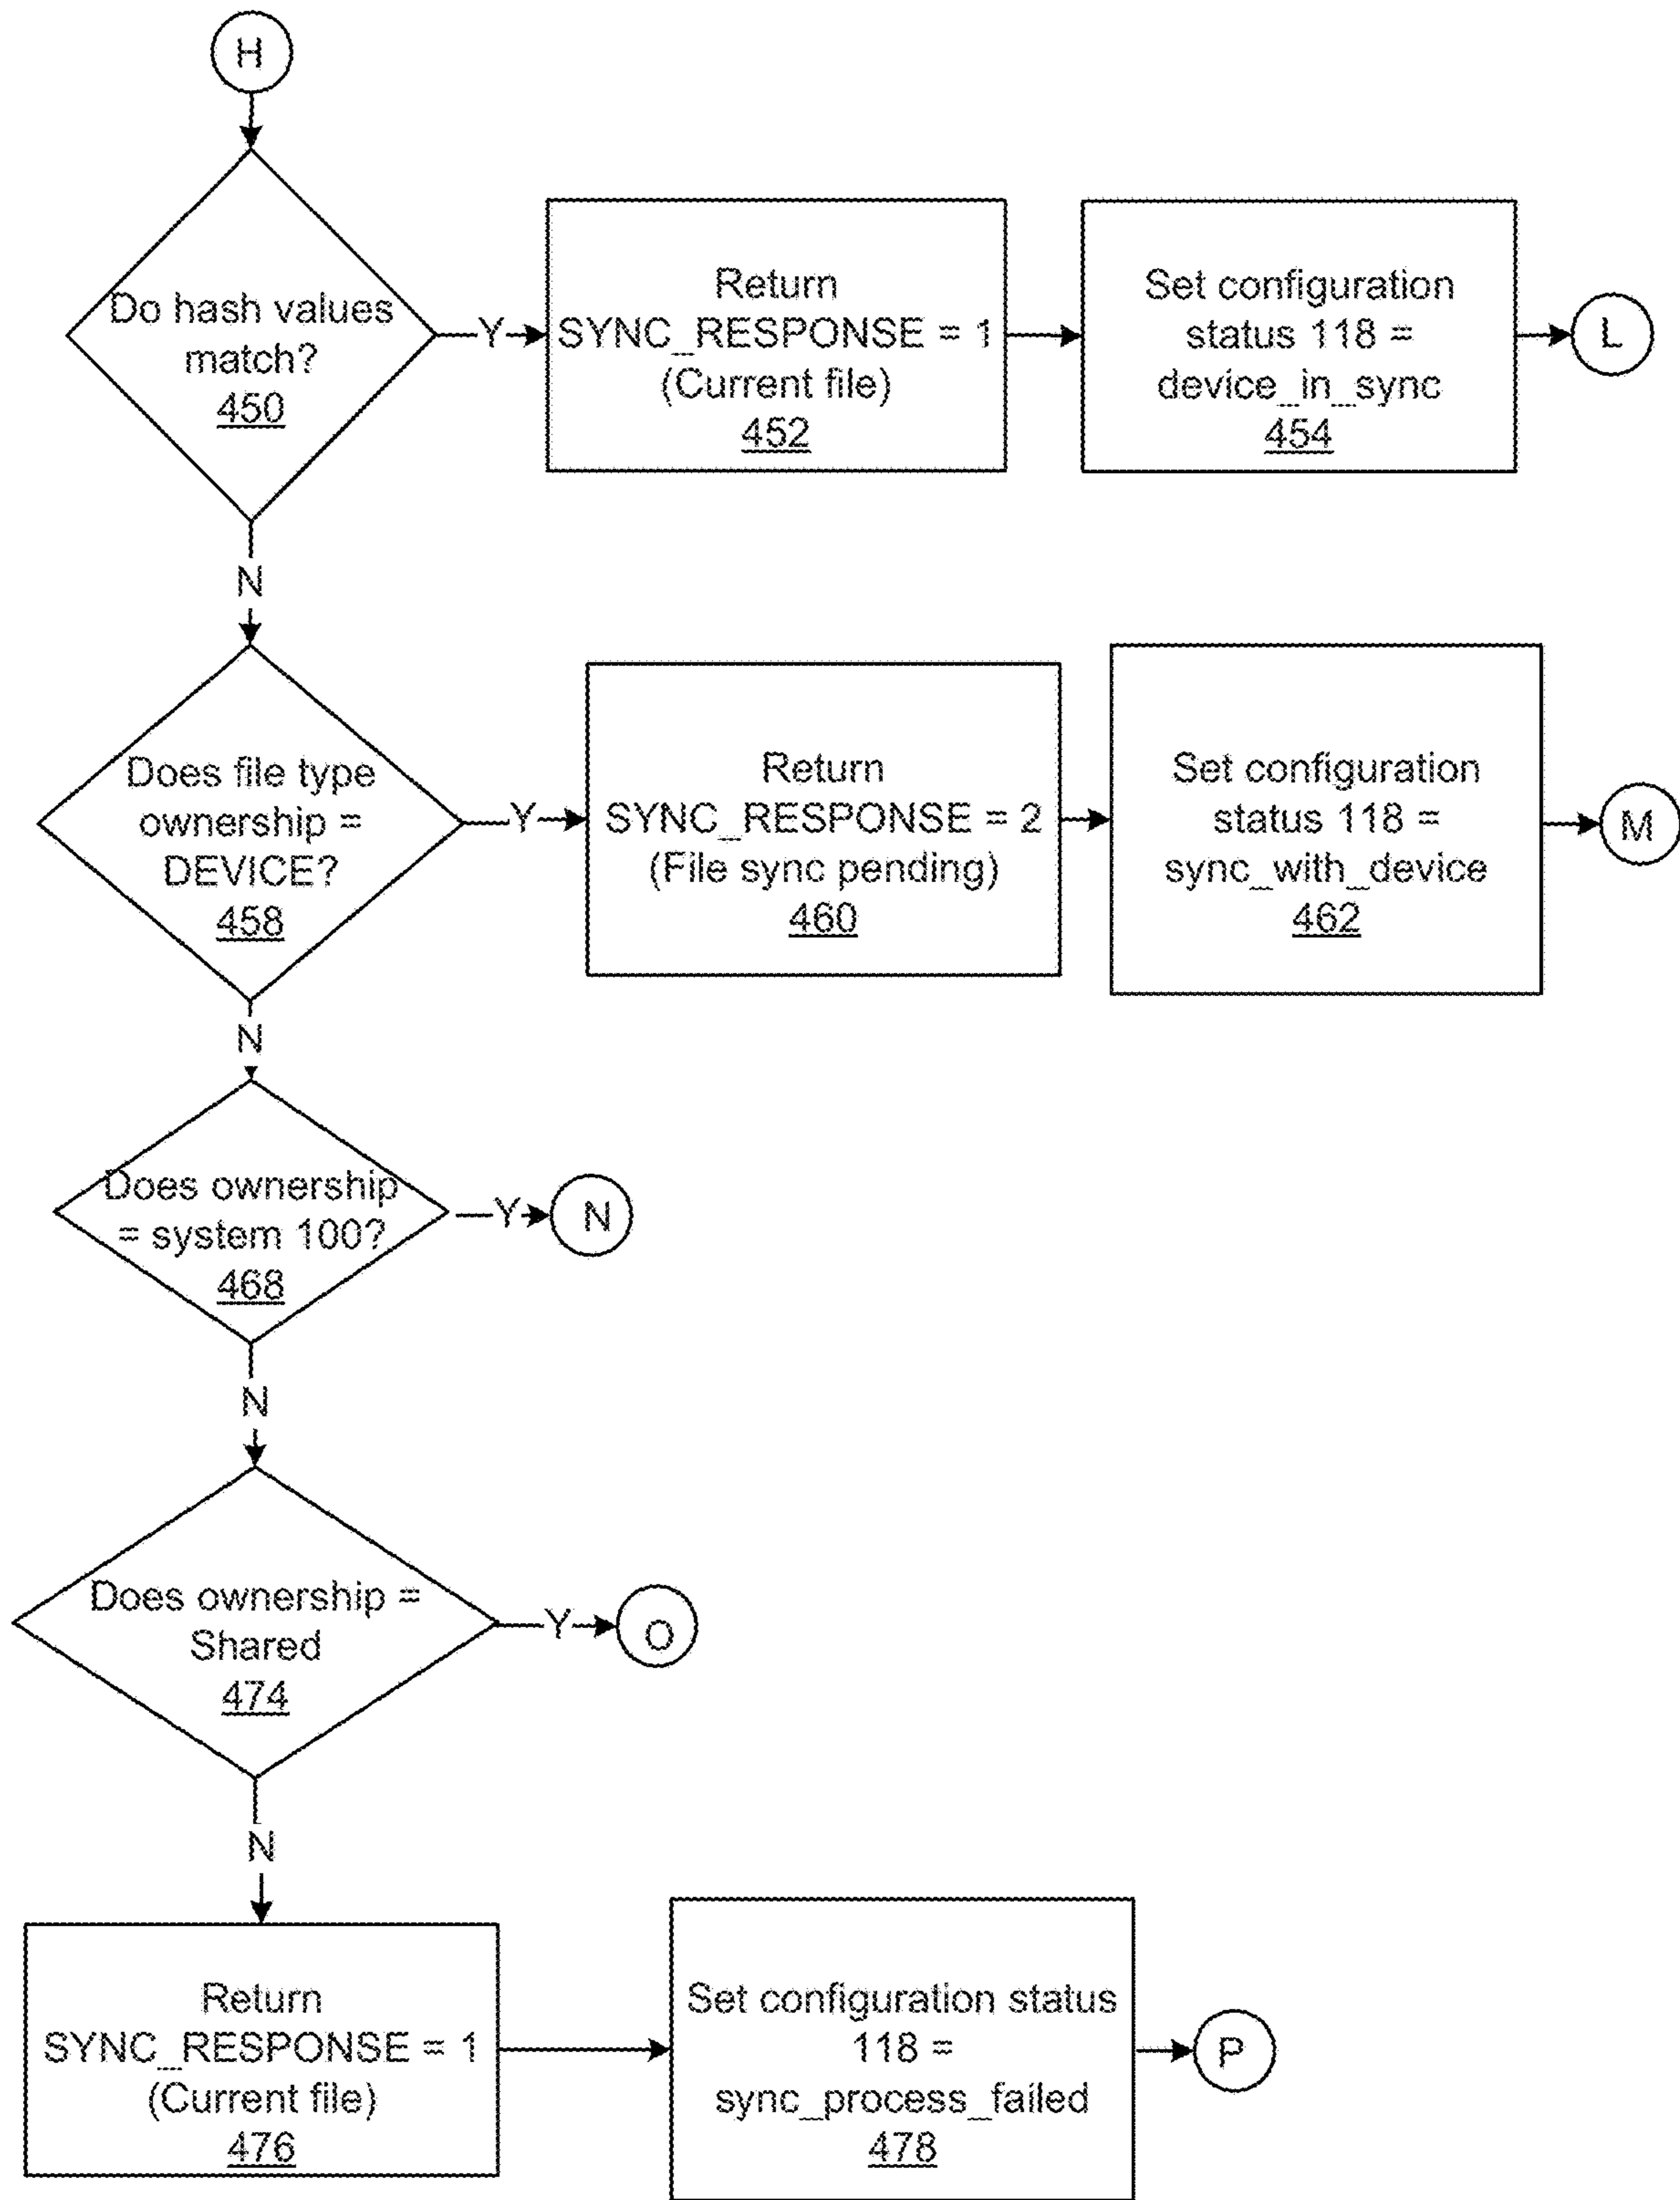 H
Do hash values
match?
450
Y
Return
SYNC_RESPONSE = 1
(Current file)
452
Set configuration
status 118 =
device_in_sync
454
L
N
Does file type
ownership =
DEVICE?
458
Y
Return
SYNC_RESPONSE = 2
(File sync pending)
460
Set configuration
status 118 =
sync_with_device
462
M
N
Does ownership
= system 100?
468
Y
N
N
Does ownership =
Shared
474
Y
O
N
Return
SYNC_RESPONSE = 1
(Current file)
476
Set configuration status
118 =
sync_process_failed
478
P